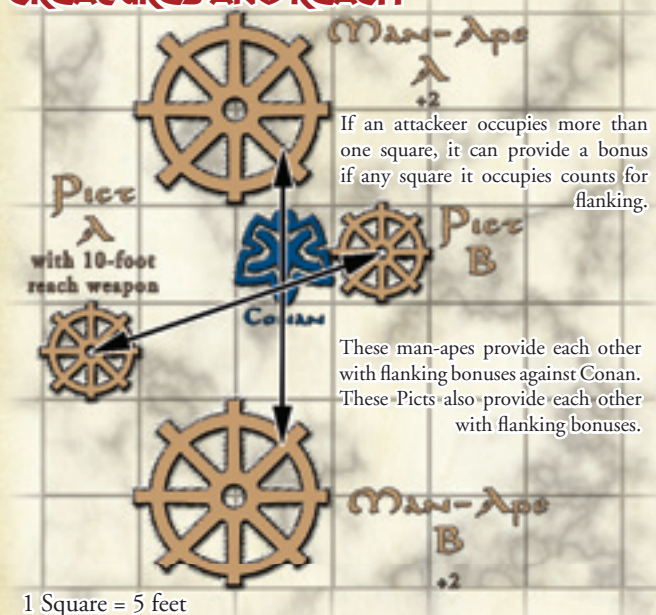 Man-Ape
A
+2
If an attackeer occupies more than
one square, it can provide a bonus
if any square it occupies counts for
flanking.
Pict
A
with 10-foot
reach weapon
Pict
B
Conan
These man-apes provide each other
with flanking bonuses against Conan.
These Picts also provide each other
with flanking bonuses.
Man-Ape
B
+2
1 Square = 5 feet